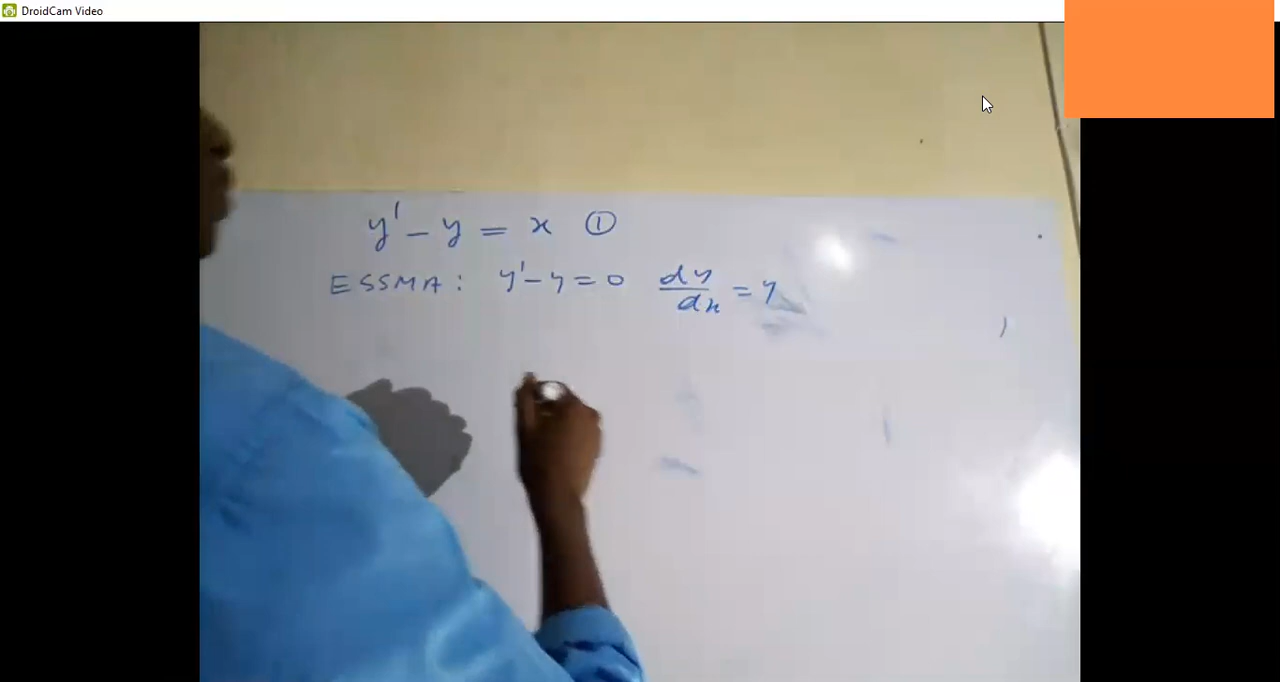 DroidCam Video
y' - y = x ①
ESSMA : y' - y = 0 dy/dx = y